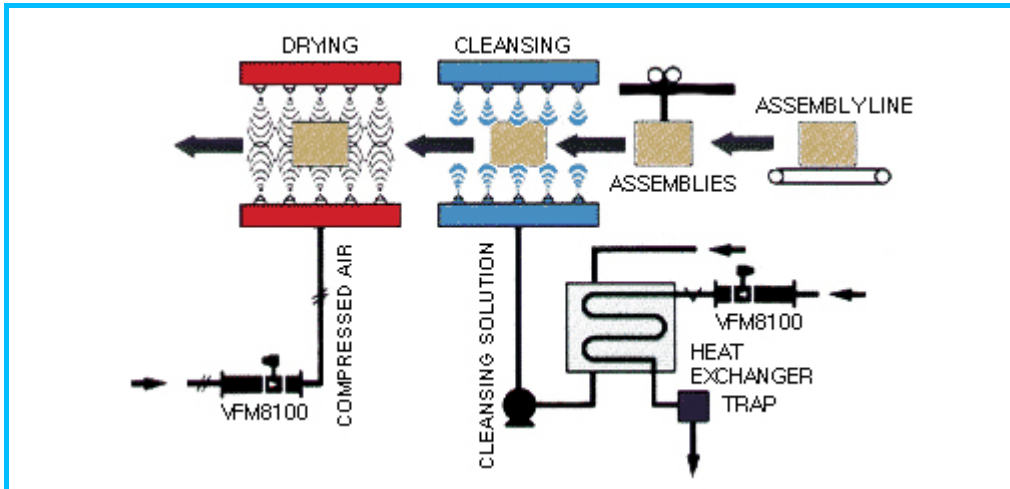 DRYING
CLEANSING
ASSEMBLYLINE
ASSEMBLIES
COMPRESSED AIR
CLEANSING SOLUTION
VFM8100
HEAT
EXCHANGER
TRAP
VFM8100